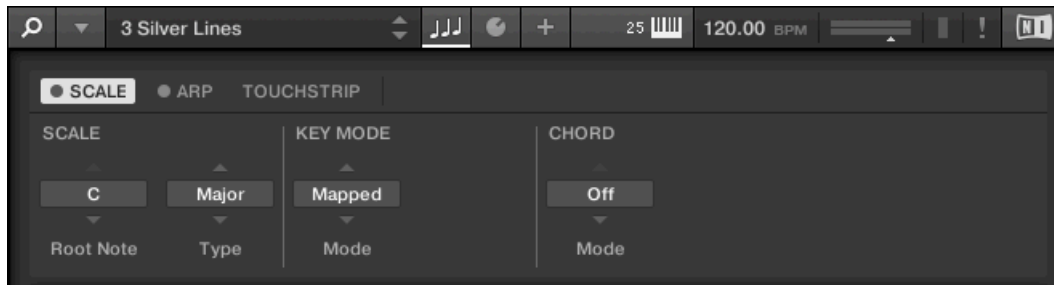 3 Silver Lines 25 120.00 BPM ! NI
SCALE ARP TOUCHSTRIP
SCALE KEY MODE CHORD
C Major Mapped Off
Root Note Type Mode Mode